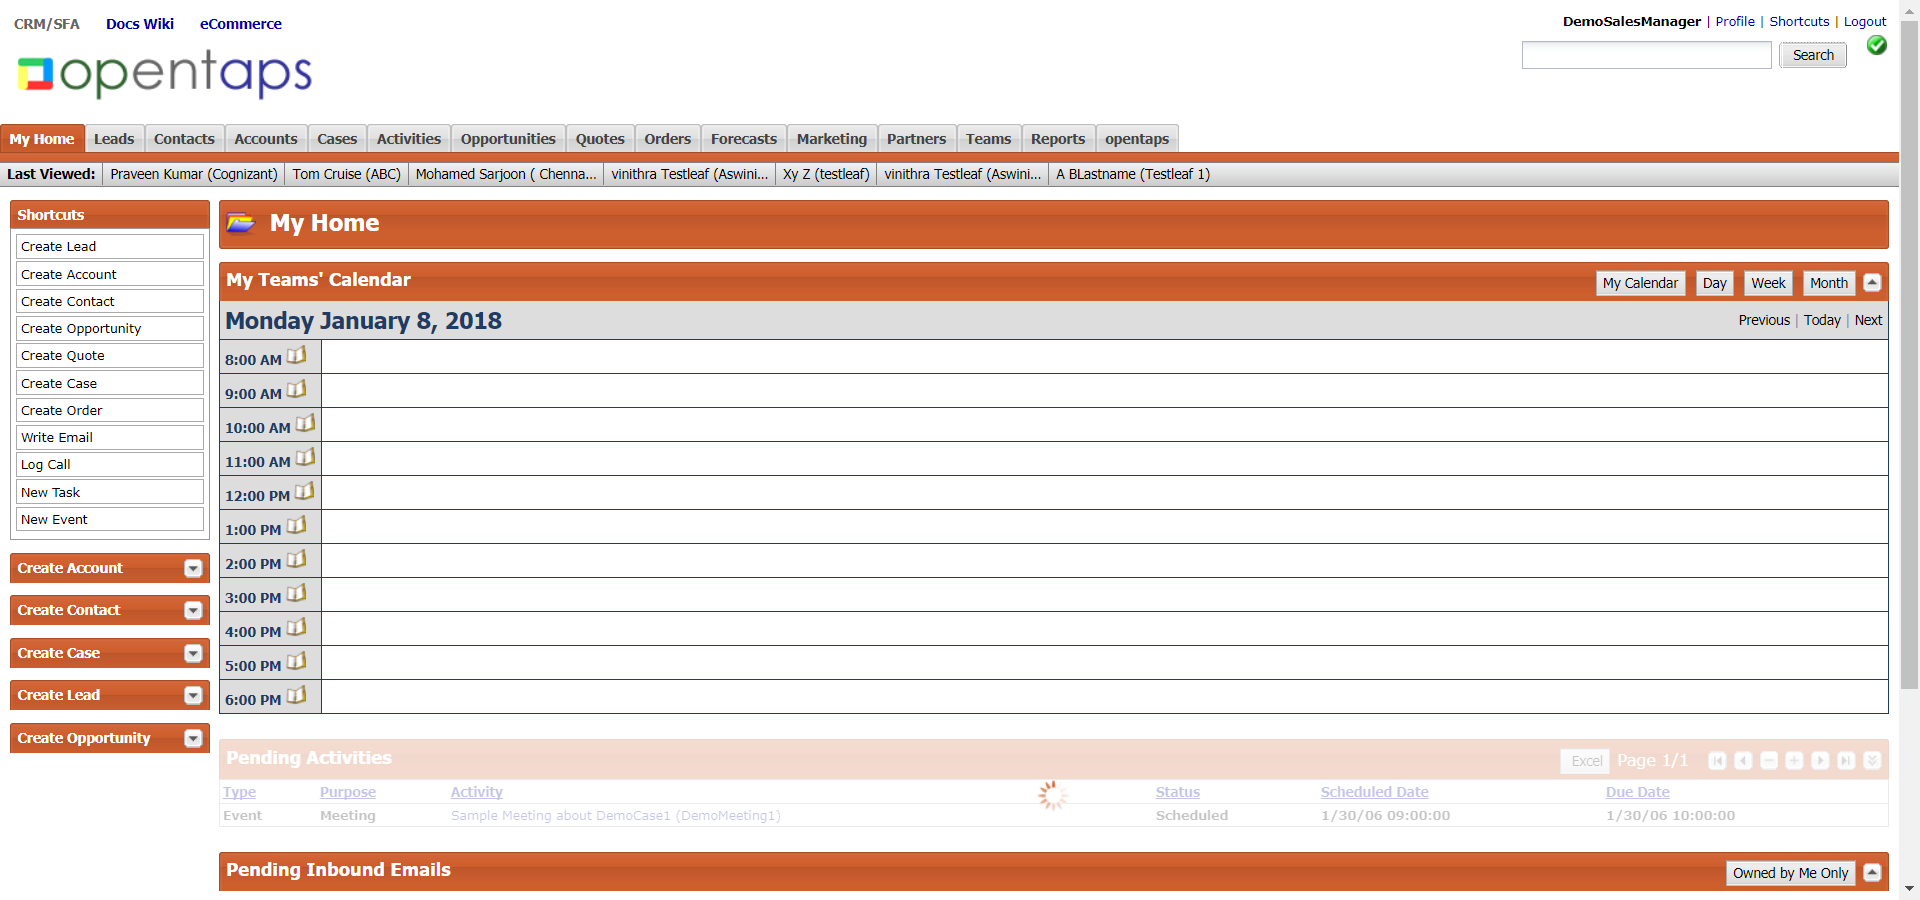 CRM/SFA Docs Wiki eCommerce
DemoSalesManager | Profile | Shortcuts | Logout
opentaps
Search
My Home Leads Contacts Accounts Cases Activities Opportunities Quotes Orders Forecasts Marketing Partners Teams Reports opentaps
Last Viewed: Praveen Kumar (Cognizant) Tom Cruise (ABC) Mohamed Sarjoon ( Chenna... vinithra Testleaf (Aswini... Xy Z (testleaf) vinithra Testleaf (Aswini... A BLastname (Testleaf 1)
Shortcuts
Create Lead
Create Account
Create Contact
Create Opportunity
Create Quote
Create Case
Create Order
Write Email
Log Call
New Task
New Event
Create Account
Create Contact
Create Case
Create Lead
Create Opportunity
My Home
My Teams' Calendar
My Calendar Day Week Month
Monday January 8, 2018
Previous | Today | Next
8:00 AM
9:00 AM
10:00 AM
11:00 AM
12:00 PM
1:00 PM
2:00 PM
3:00 PM
4:00 PM
5:00 PM
6:00 PM
Pending Activities
Excel Page 1/1
Type Purpose Activity Status Scheduled Date Due Date
Event Meeting Sample Meeting about DemoCase1 (DemoMeeting1) Scheduled 1/30/06 09:00:00 1/30/06 10:00:00
Pending Inbound Emails
Owned by Me Only